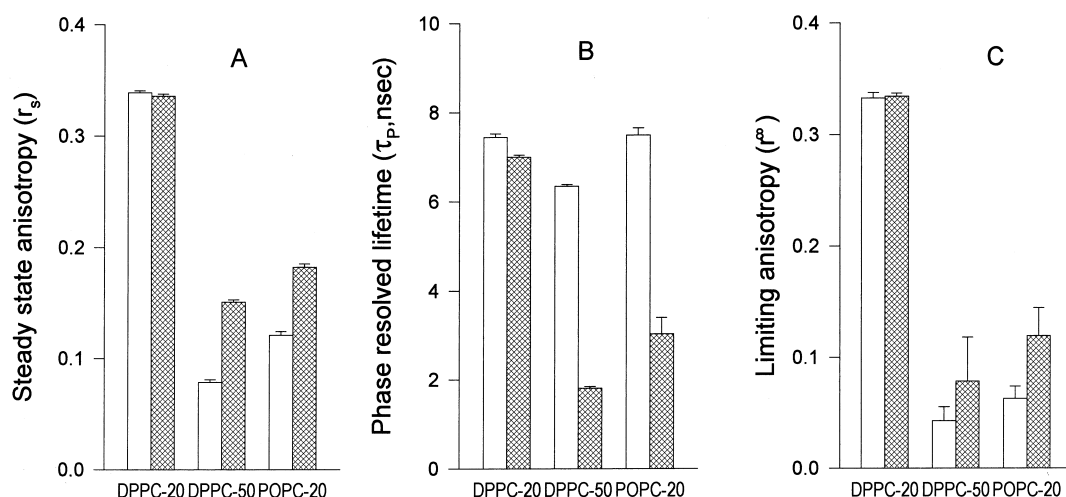 A
Steady state anisotropy (rs)
0.4
0.3
0.2
0.1
0.0
DPPC-20 DPPC-50 POPC-20
B
Phase resolved lifetime (τP,nsec)
10
8
6
4
2
0
DPPC-20 DPPC-50 POPC-20
C
Limiting anisotropy (r∞)
0.4
0.3
0.2
0.1
0.0
DPPC-20 DPPC-50 POPC-20